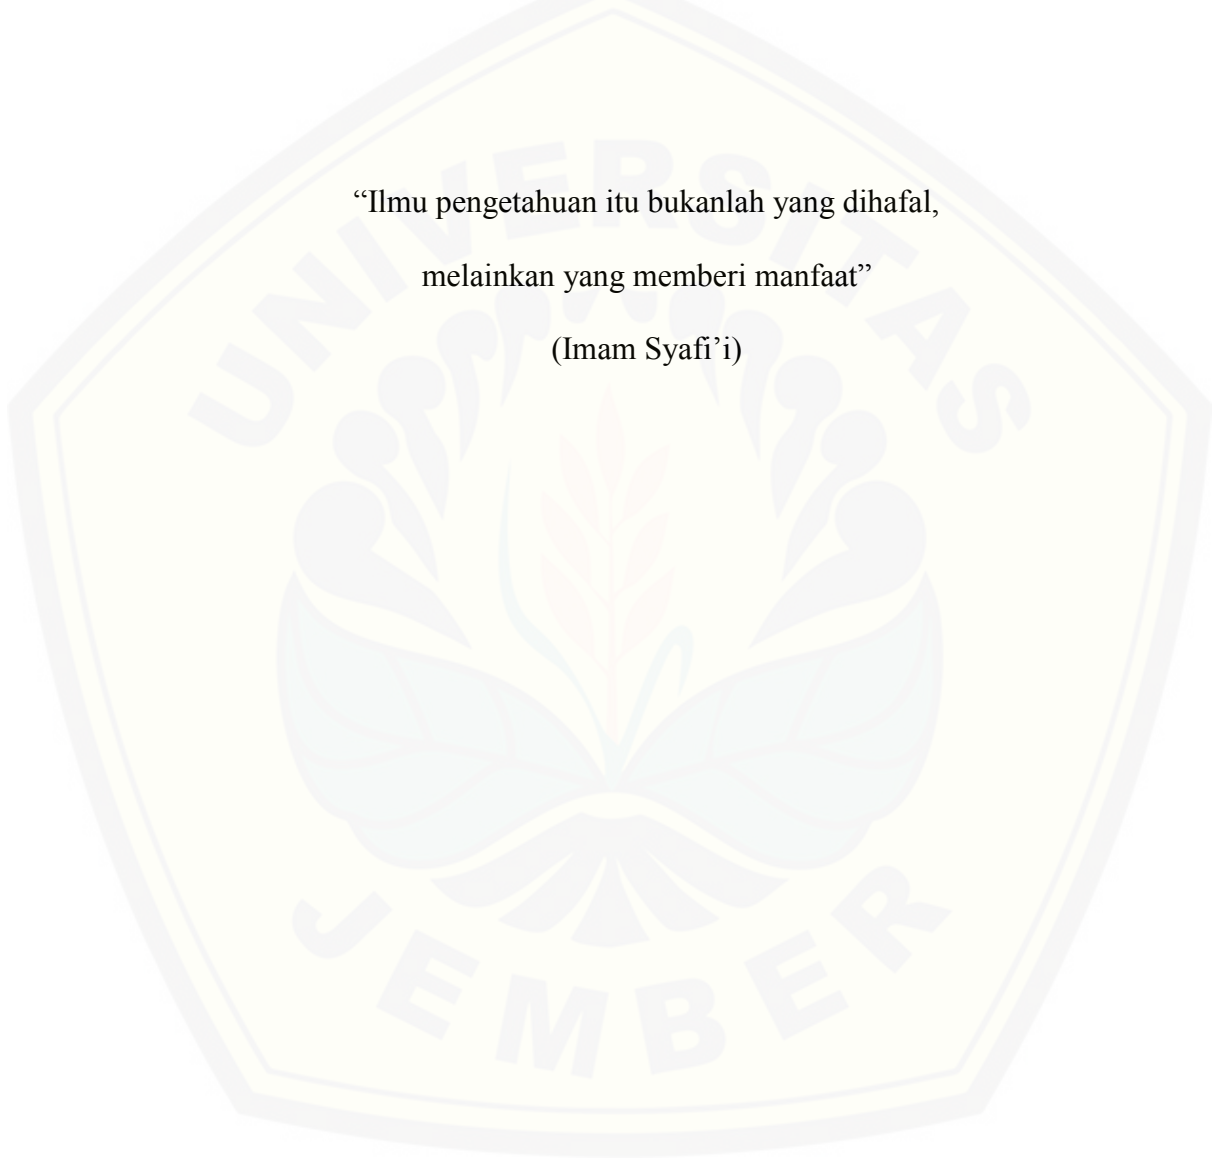 “Ilmu pengetahuan itu bukanlah yang dihafal,
melainkan yang memberi manfaat”
(Imam Syafi’i)
UNIVERSITAS
JEMBER